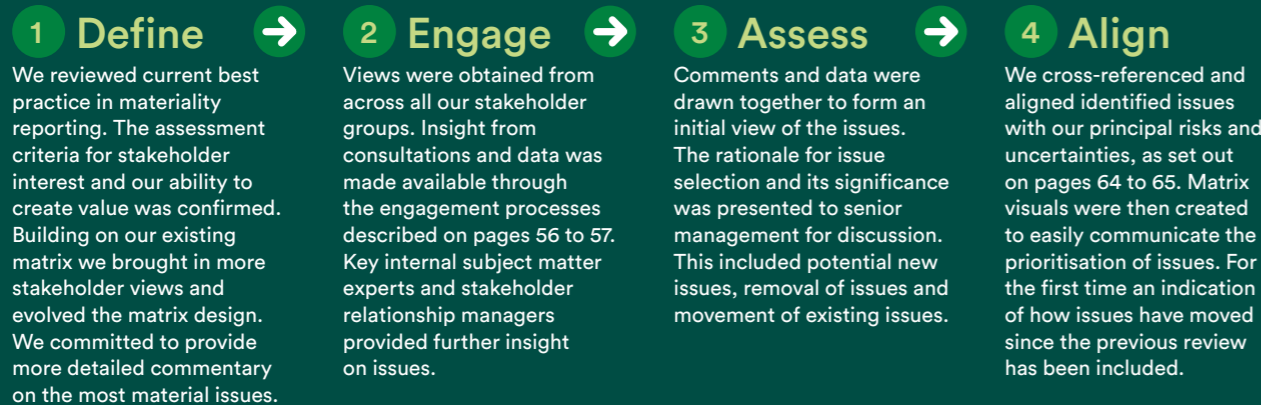 1 Define
We reviewed current best
practice in materiality
reporting. The assessment
criteria for stakeholder
interest and our ability to
create value was confirmed.
Building on our existing
matrix we brought in more
stakeholder views and
evolved the matrix design.
We committed to provide
more detailed commentary
on the most material issues.
2 Engage
Views were obtained from
across all our stakeholder
groups. Insight from
consultations and data was
made available through
the engagement processes
described on pages 56 to 57.
Key internal subject matter
experts and stakeholder
relationship managers
provided further insight
on issues.
3 Assess
Comments and data were
drawn together to form an
initial view of the issues.
The rationale for issue
selection and its significance
was presented to senior
management for discussion.
This included potential new
issues, removal of issues and
movement of existing issues.
4 Align
We cross-referenced and
aligned identified issues
with our principal risks and
uncertainties, as set out
on pages 64 to 65. Matrix
visuals were then created
to easily communicate the
prioritisation of issues. For
the first time an indication
of how issues have moved
since the previous review
has been included.